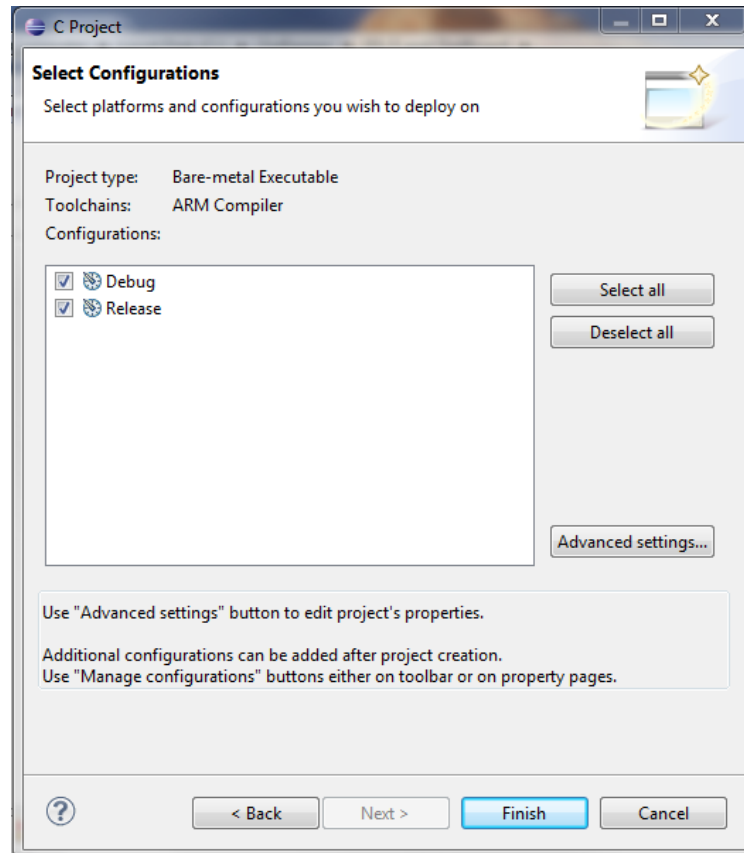 C Project
Select Configurations
Select platforms and configurations you wish to deploy on
Project type: Bare-metal Executable
Toolchains: ARM Compiler
Configurations:
Debug
Release
Select all
Deselect all
Advanced settings...
Use "Advanced settings" button to edit project's properties.
Additional configurations can be added after project creation.
Use "Manage configurations" buttons either on toolbar or on property pages.
? < Back Next > Finish Cancel